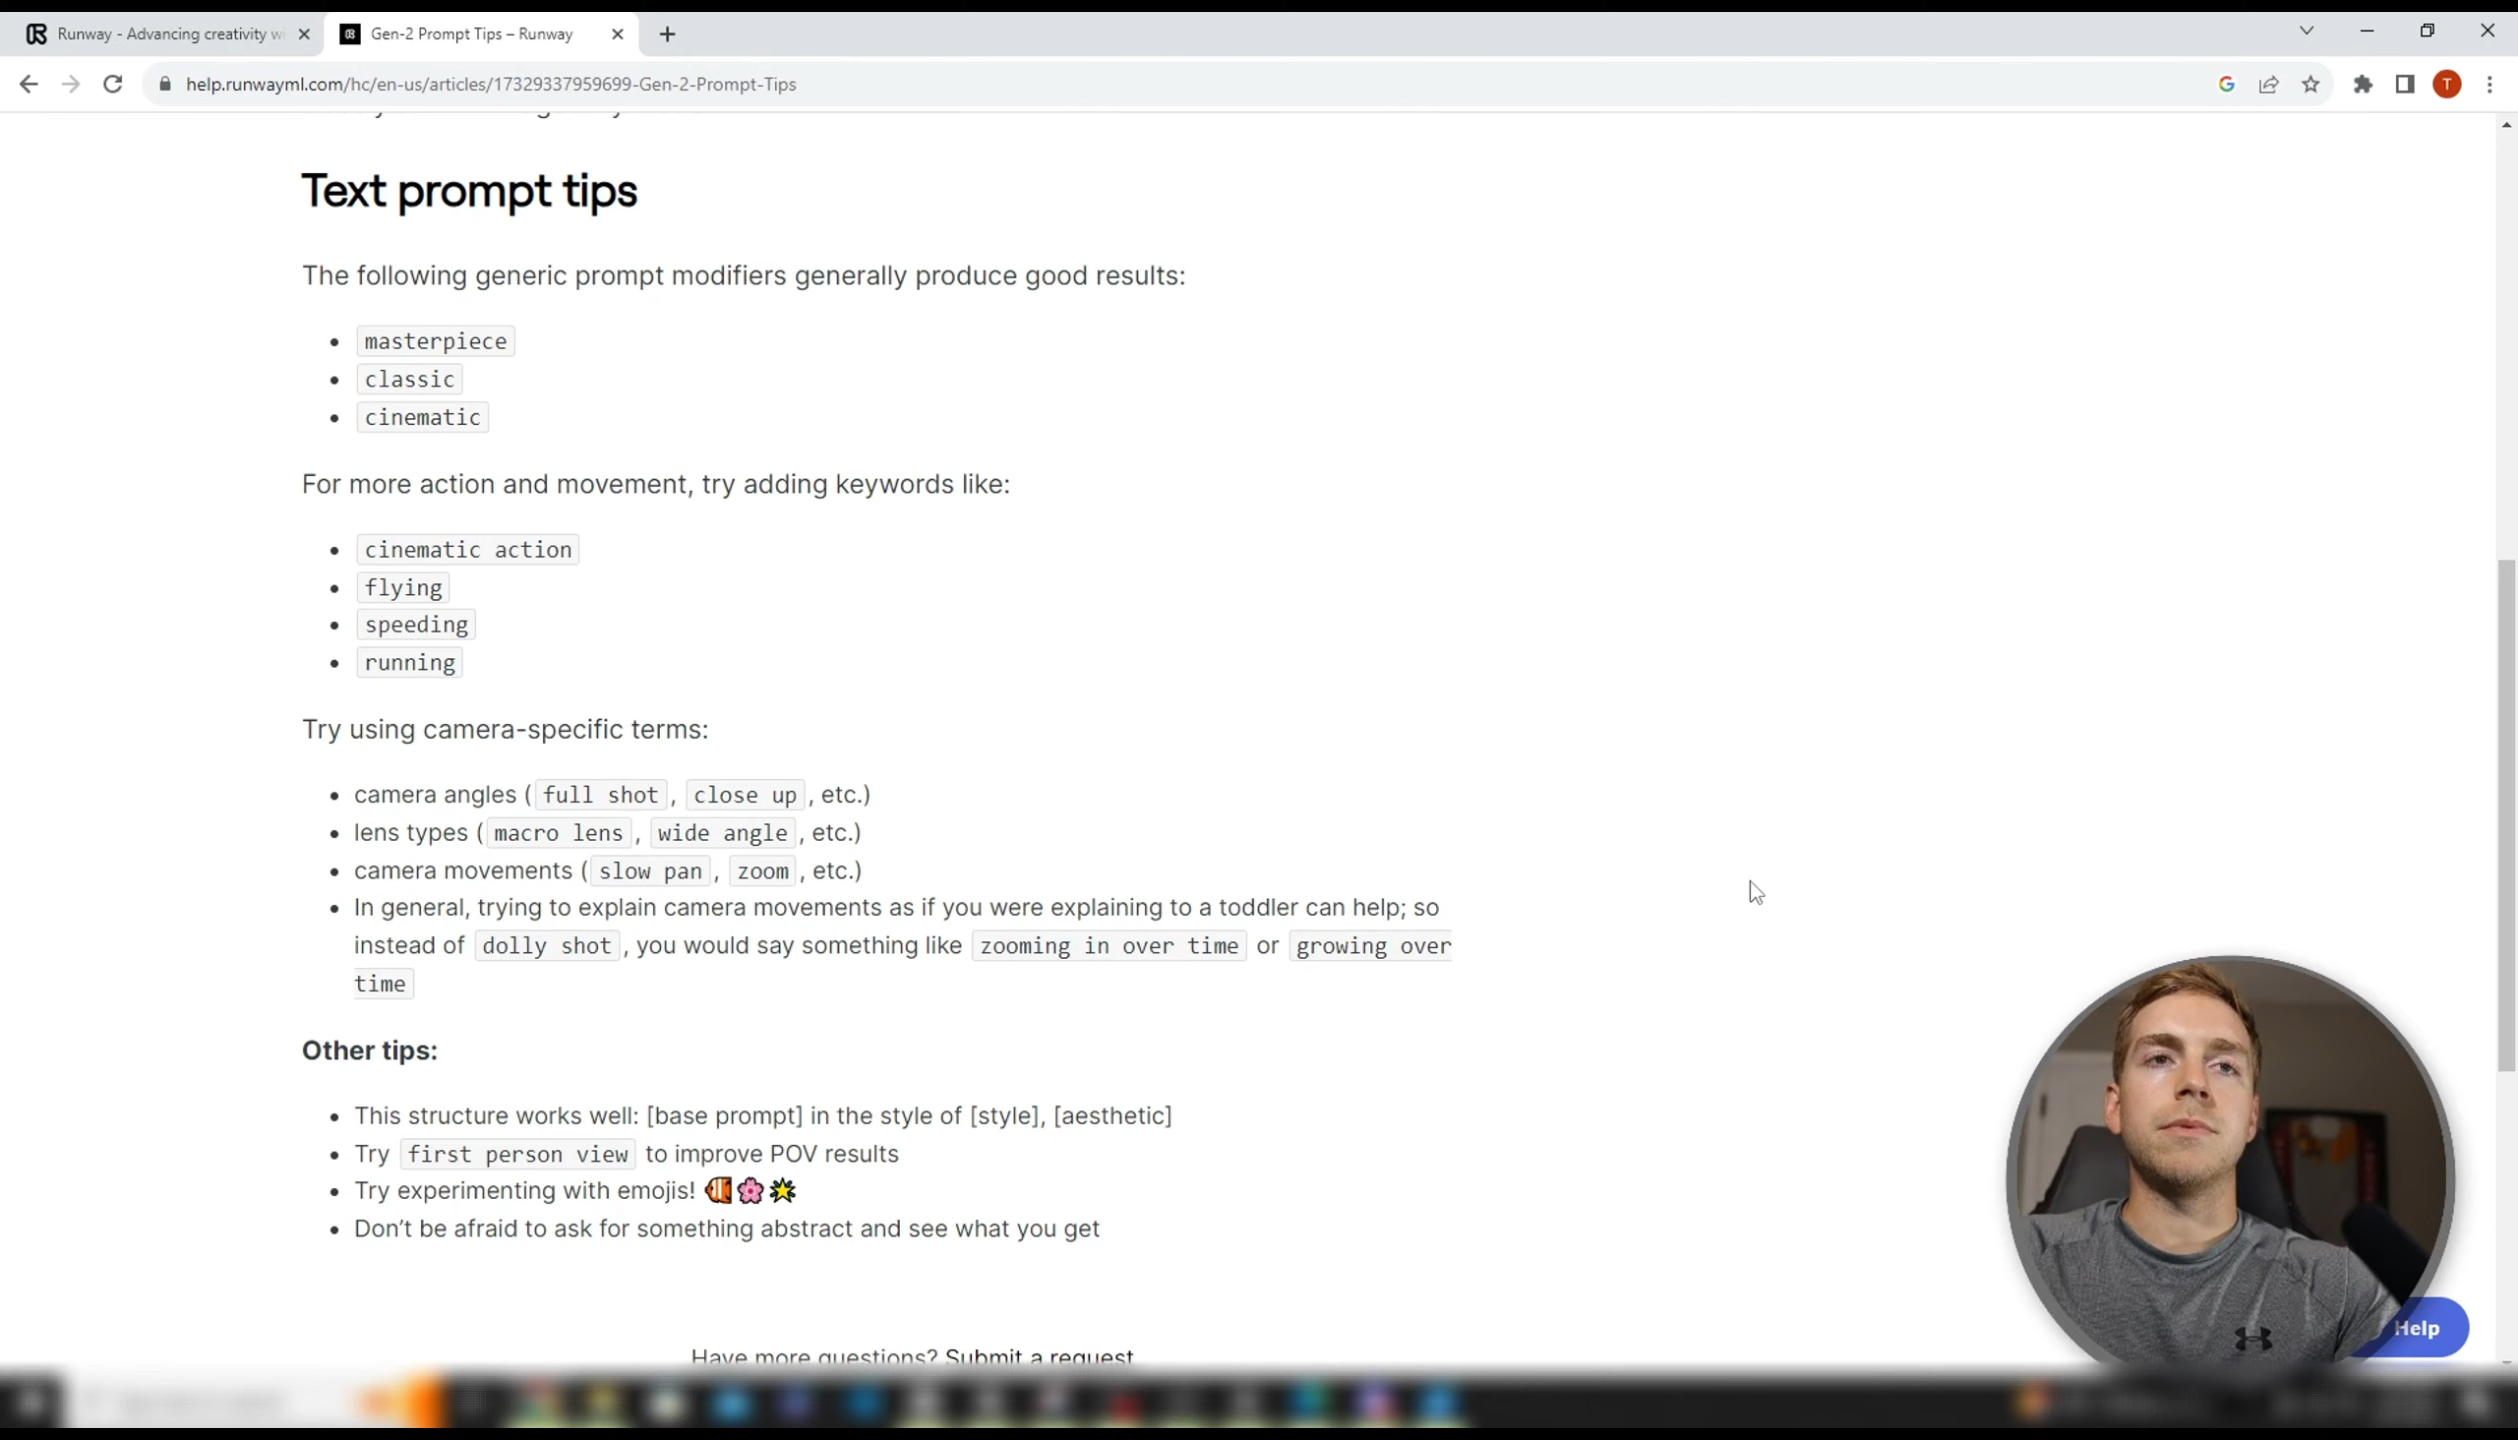 Runway - Advancing creativity wi
Gen-2 Prompt Tips – Runway
help.runwayml.com/hc/en-us/articles/17329337959699-Gen-2-Prompt-Tips
T
Text prompt tips
The following generic prompt modifiers generally produce good results:
masterpiece
classic
cinematic
For more action and movement, try adding keywords like:
cinematic action
flying
speeding
running
Try using camera-specific terms:
camera angles ( full shot , close up , etc.)
lens types ( macro lens , wide angle , etc.)
camera movements ( slow pan , zoom , etc.)
In general, trying to explain camera movements as if you were explaining to a toddler can help; so
instead of dolly shot , you would say something like zooming in over time or growing over
time
Other tips:
This structure works well: [base prompt] in the style of [style], [aesthetic]
Try first person view to improve POV results
Try experimenting with emojis! 🐠🌸🌟
Don’t be afraid to ask for something abstract and see what you get
Have more questions? Submit a request
Help